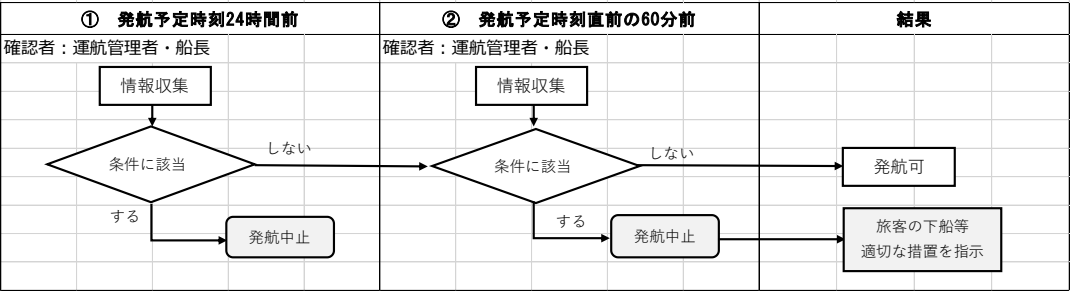 ① 発航予定時刻24時間前
② 発航予定時刻直前の60分前
結果
確認者：運航管理者・船長
確認者：運航管理者・船長
情報収集
情報収集
条件に該当
しない
条件に該当
しない
発航可
する
発航中止
する
発航中止
旅客の下船等
適切な措置を指示